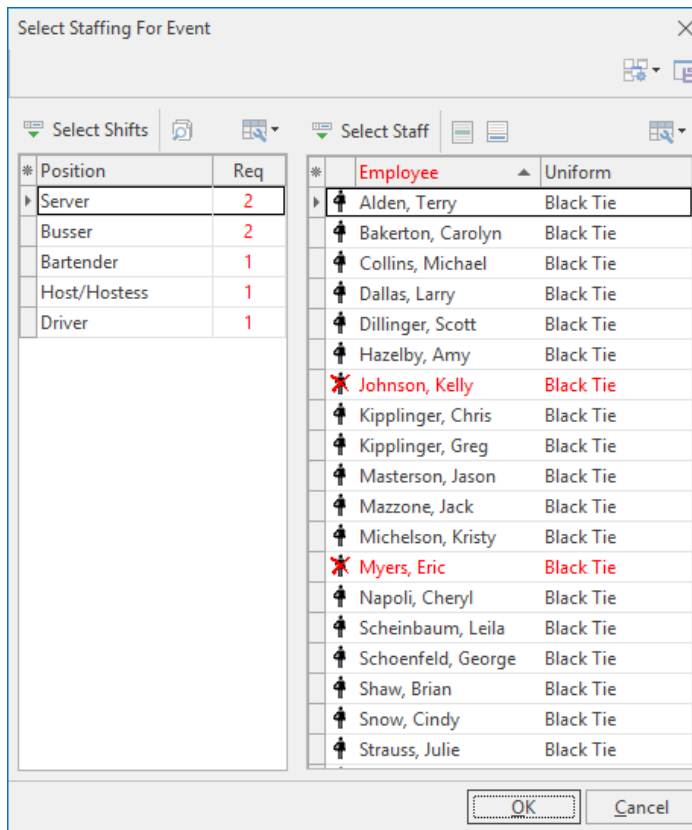 Select Staffing For Event
Select Shifts
Position Req
Server 2
Busser 2
Bartender 1
Host/Hostess 1
Driver 1
Select Staff
Employee Uniform
Alden, Terry Black Tie
Bakerton, Carolyn Black Tie
Collins, Michael Black Tie
Dallas, Larry Black Tie
Dillinger, Scott Black Tie
Hazelby, Amy Black Tie
Johnson, Kelly Black Tie
Kipplinger, Chris Black Tie
Kipplinger, Greg Black Tie
Masterson, Jason Black Tie
Mazzone, Jack Black Tie
Michelson, Kristy Black Tie
Myers, Eric Black Tie
Napoli, Cheryl Black Tie
Scheinbaum, Leila Black Tie
Schoenfeld, George Black Tie
Shaw, Brian Black Tie
Snow, Cindy Black Tie
Strauss, Julie Black Tie
OK Cancel